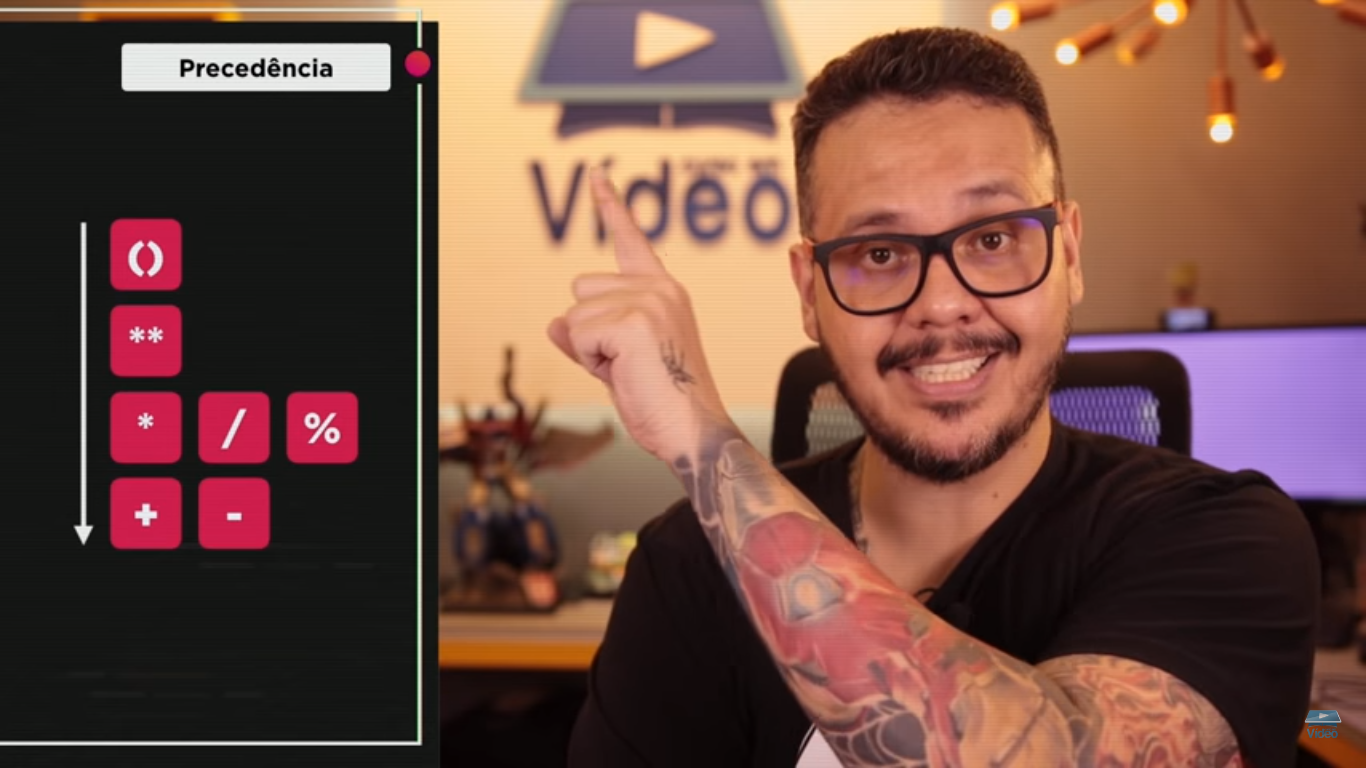 Precedência
()
**
* / %
+ -
Vídeo
Vídeo